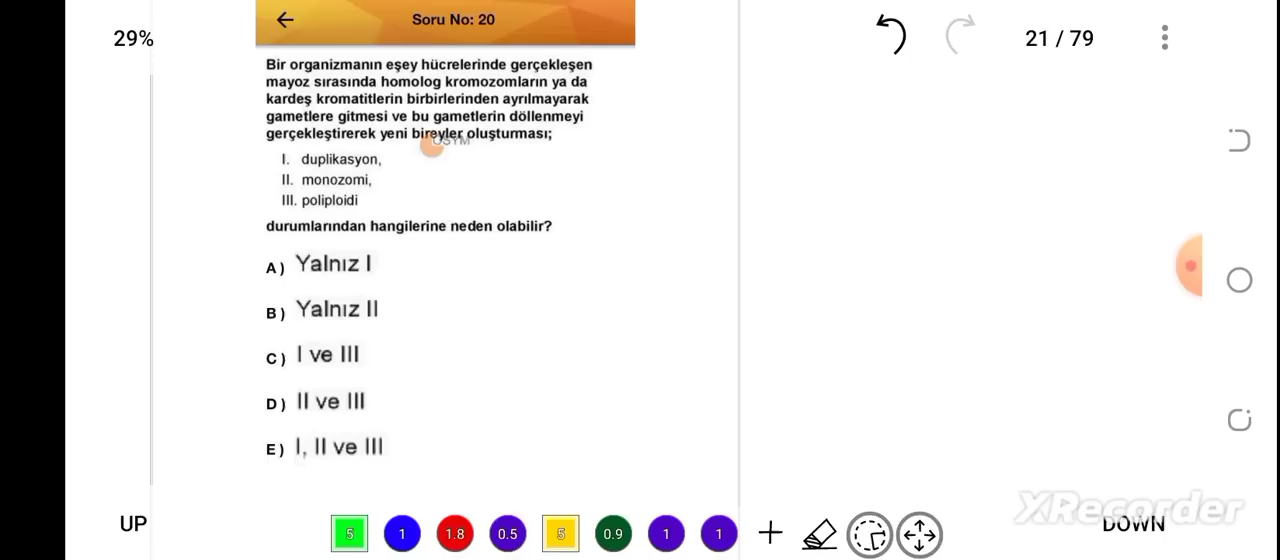 29%
Soru No: 20
21 / 79
Bir organizmanın eşey hücrelerinde gerçekleşen
mayoz sırasında homolog kromozomların ya da
kardeş kromatitlerin birbirlerinden ayrılmayarak
gametlere gitmesi ve bu gametlerin döllenmeyi
gerçekleştirerek yeni bireyler oluşturması;
ÖSYM
I. duplikasyon,
II. monozomi,
III. poliploidi
durumlarından hangilerine neden olabilir?
A) Yalnız I
B) Yalnız II
C) I ve III
D) II ve III
E) I, II ve III
UP
5 1 1.8 0.5 5 0.9 1 1
XRecorder
DOWN